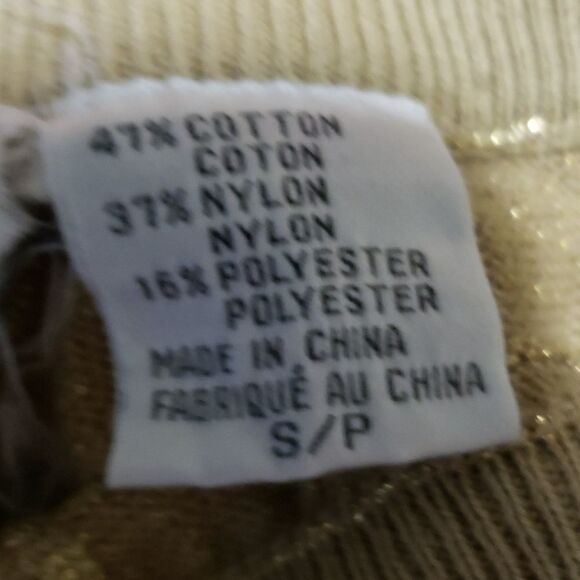 47% COTTON
COTON
37% NYLON
NYLON
16% POLYESTER
POLYESTER
MADE IN CHINA
FABRIQUÉ AU CHINA
S/P